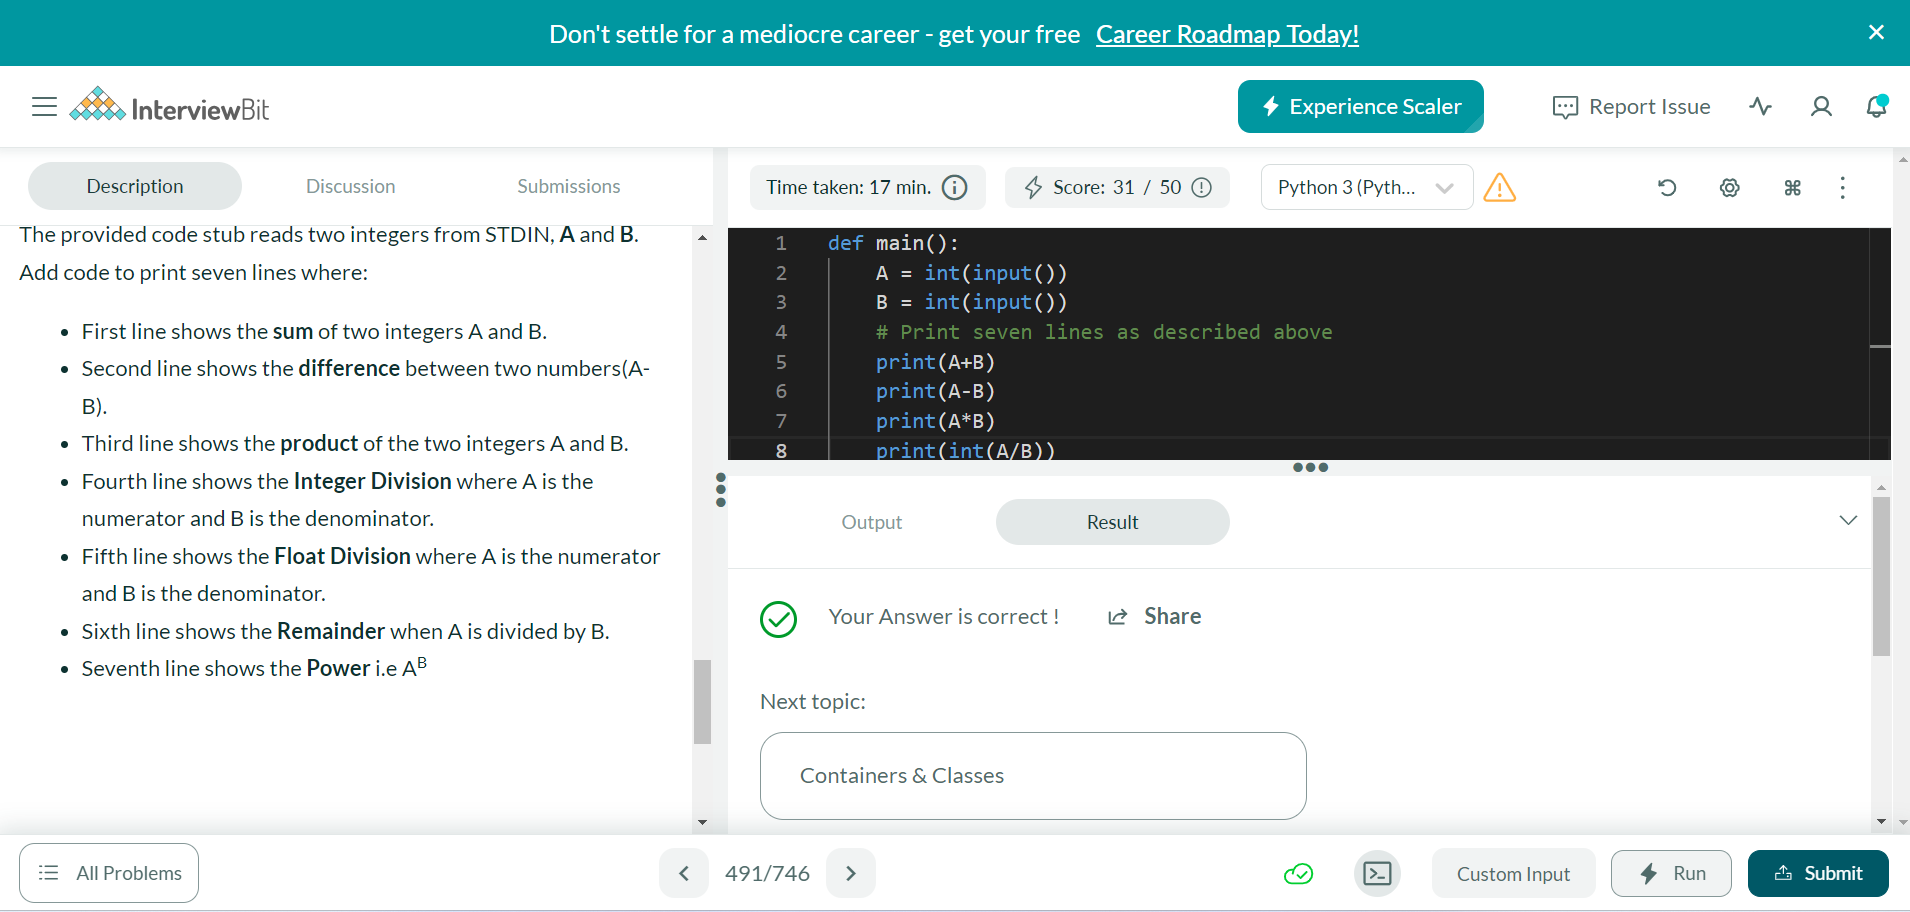 Don't settle for a mediocre career - get your free Career Roadmap Today!
InterviewBit
Experience Scaler
Report Issue
Description
Discussion
Submissions
The provided code stub reads two integers from STDIN, A and B.
Add code to print seven lines where:
First line shows the sum of two integers A and B.
Second line shows the difference between two numbers(A-
B).
Third line shows the product of the two integers A and B.
Fourth line shows the Integer Division where A is the
numerator and B is the denominator.
Fifth line shows the Float Division where A is the numerator
and B is the denominator.
Sixth line shows the Remainder when A is divided by B.
Seventh line shows the Power i.e A^B
Time taken: 17 min.
Score: 31 / 50
Python 3 (Pyth...
1 def main():
2 A = int(input())
3 B = int(input())
4 # Print seven lines as described above
5 print(A+B)
6 print(A-B)
7 print(A*B)
8 print(int(A/B))
Output
Result
Your Answer is correct !
Share
Next topic:
Containers & Classes
All Problems
491/746
Custom Input
Run
Submit